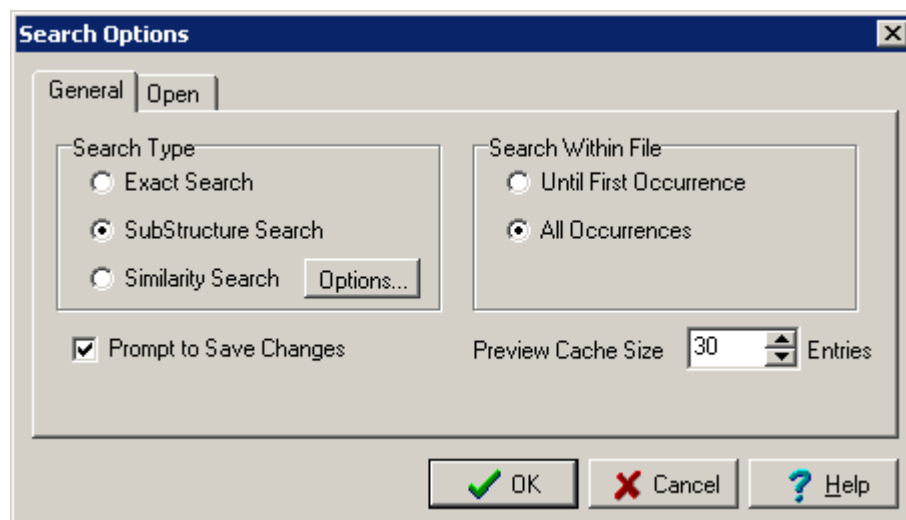 Search Options
General Open
Search Type
Exact Search
SubStructure Search
Similarity Search Options...
Search Within File
Until First Occurrence
All Occurrences
Prompt to Save Changes
Preview Cache Size 30 Entries
OK Cancel Help